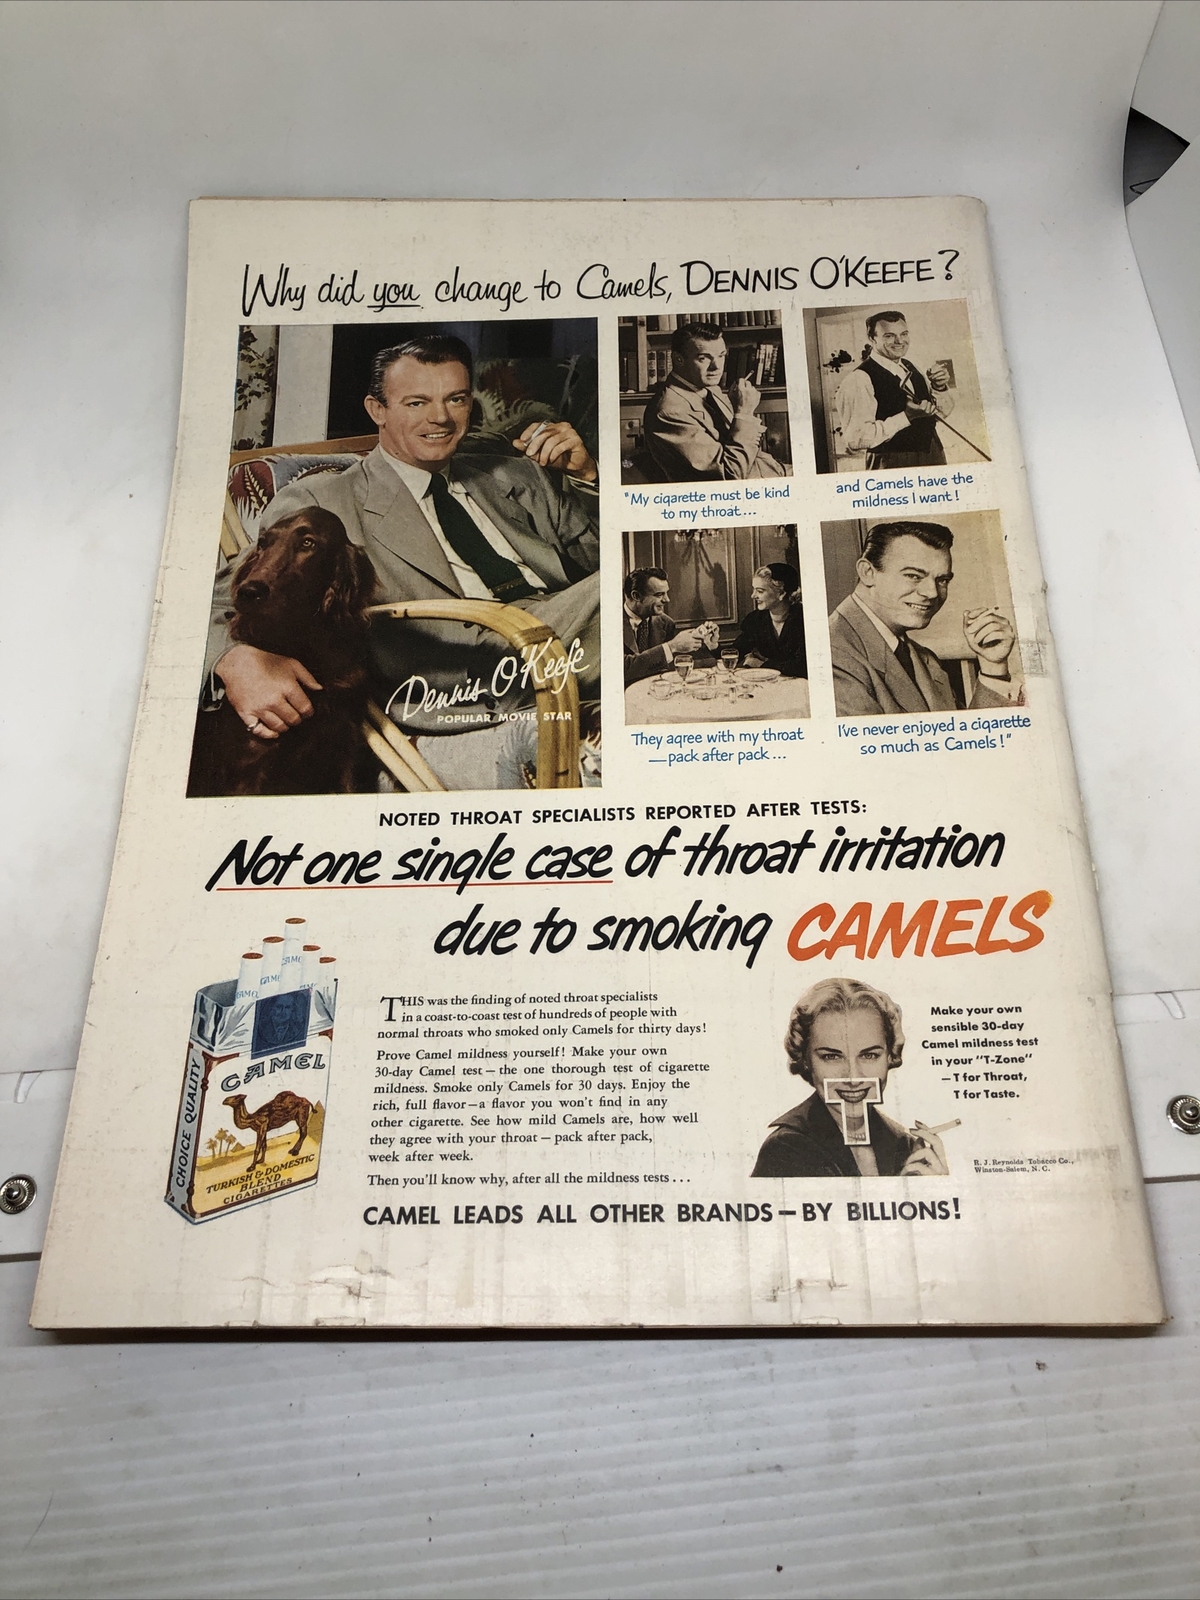 Why did you change to Camels, DENNIS O'KEEFE?
Dennis O'Keefe
POPULAR MOVIE STAR
"My cigarette must be kind
to my throat...
and Camels have the
mildness I want!
They agree with my throat
—pack after pack...
I've never enjoyed a cigarette
so much as Camels!"
NOTED THROAT SPECIALISTS REPORTED AFTER TESTS:
Not one single case of throat irritation
due to smoking CAMELS
CAMEL
CHOICE QUALITY
TURKISH & DOMESTIC
BLEND
CIGARETTES
THIS was the finding of noted throat specialists
in a coast-to-coast test of hundreds of people with
normal throats who smoked only Camels for thirty days!
Prove Camel mildness yourself! Make your own
30-day Camel test — the one thorough test of cigarette
mildness. Smoke only Camels for 30 days. Enjoy the
rich, full flavor—a flavor you won't find in any
other cigarette. See how mild Camels are, how well
they agree with your throat — pack after pack,
week after week.
Then you'll know why, after all the mildness tests...
T
Make your own
sensible 30-day
Camel mildness test
in your "T-Zone"
—T for Throat,
T for Taste.
R. J. Reynolds Tobacco Co.,
Winston-Salem, N. C.
CAMEL LEADS ALL OTHER BRANDS—BY BILLIONS!